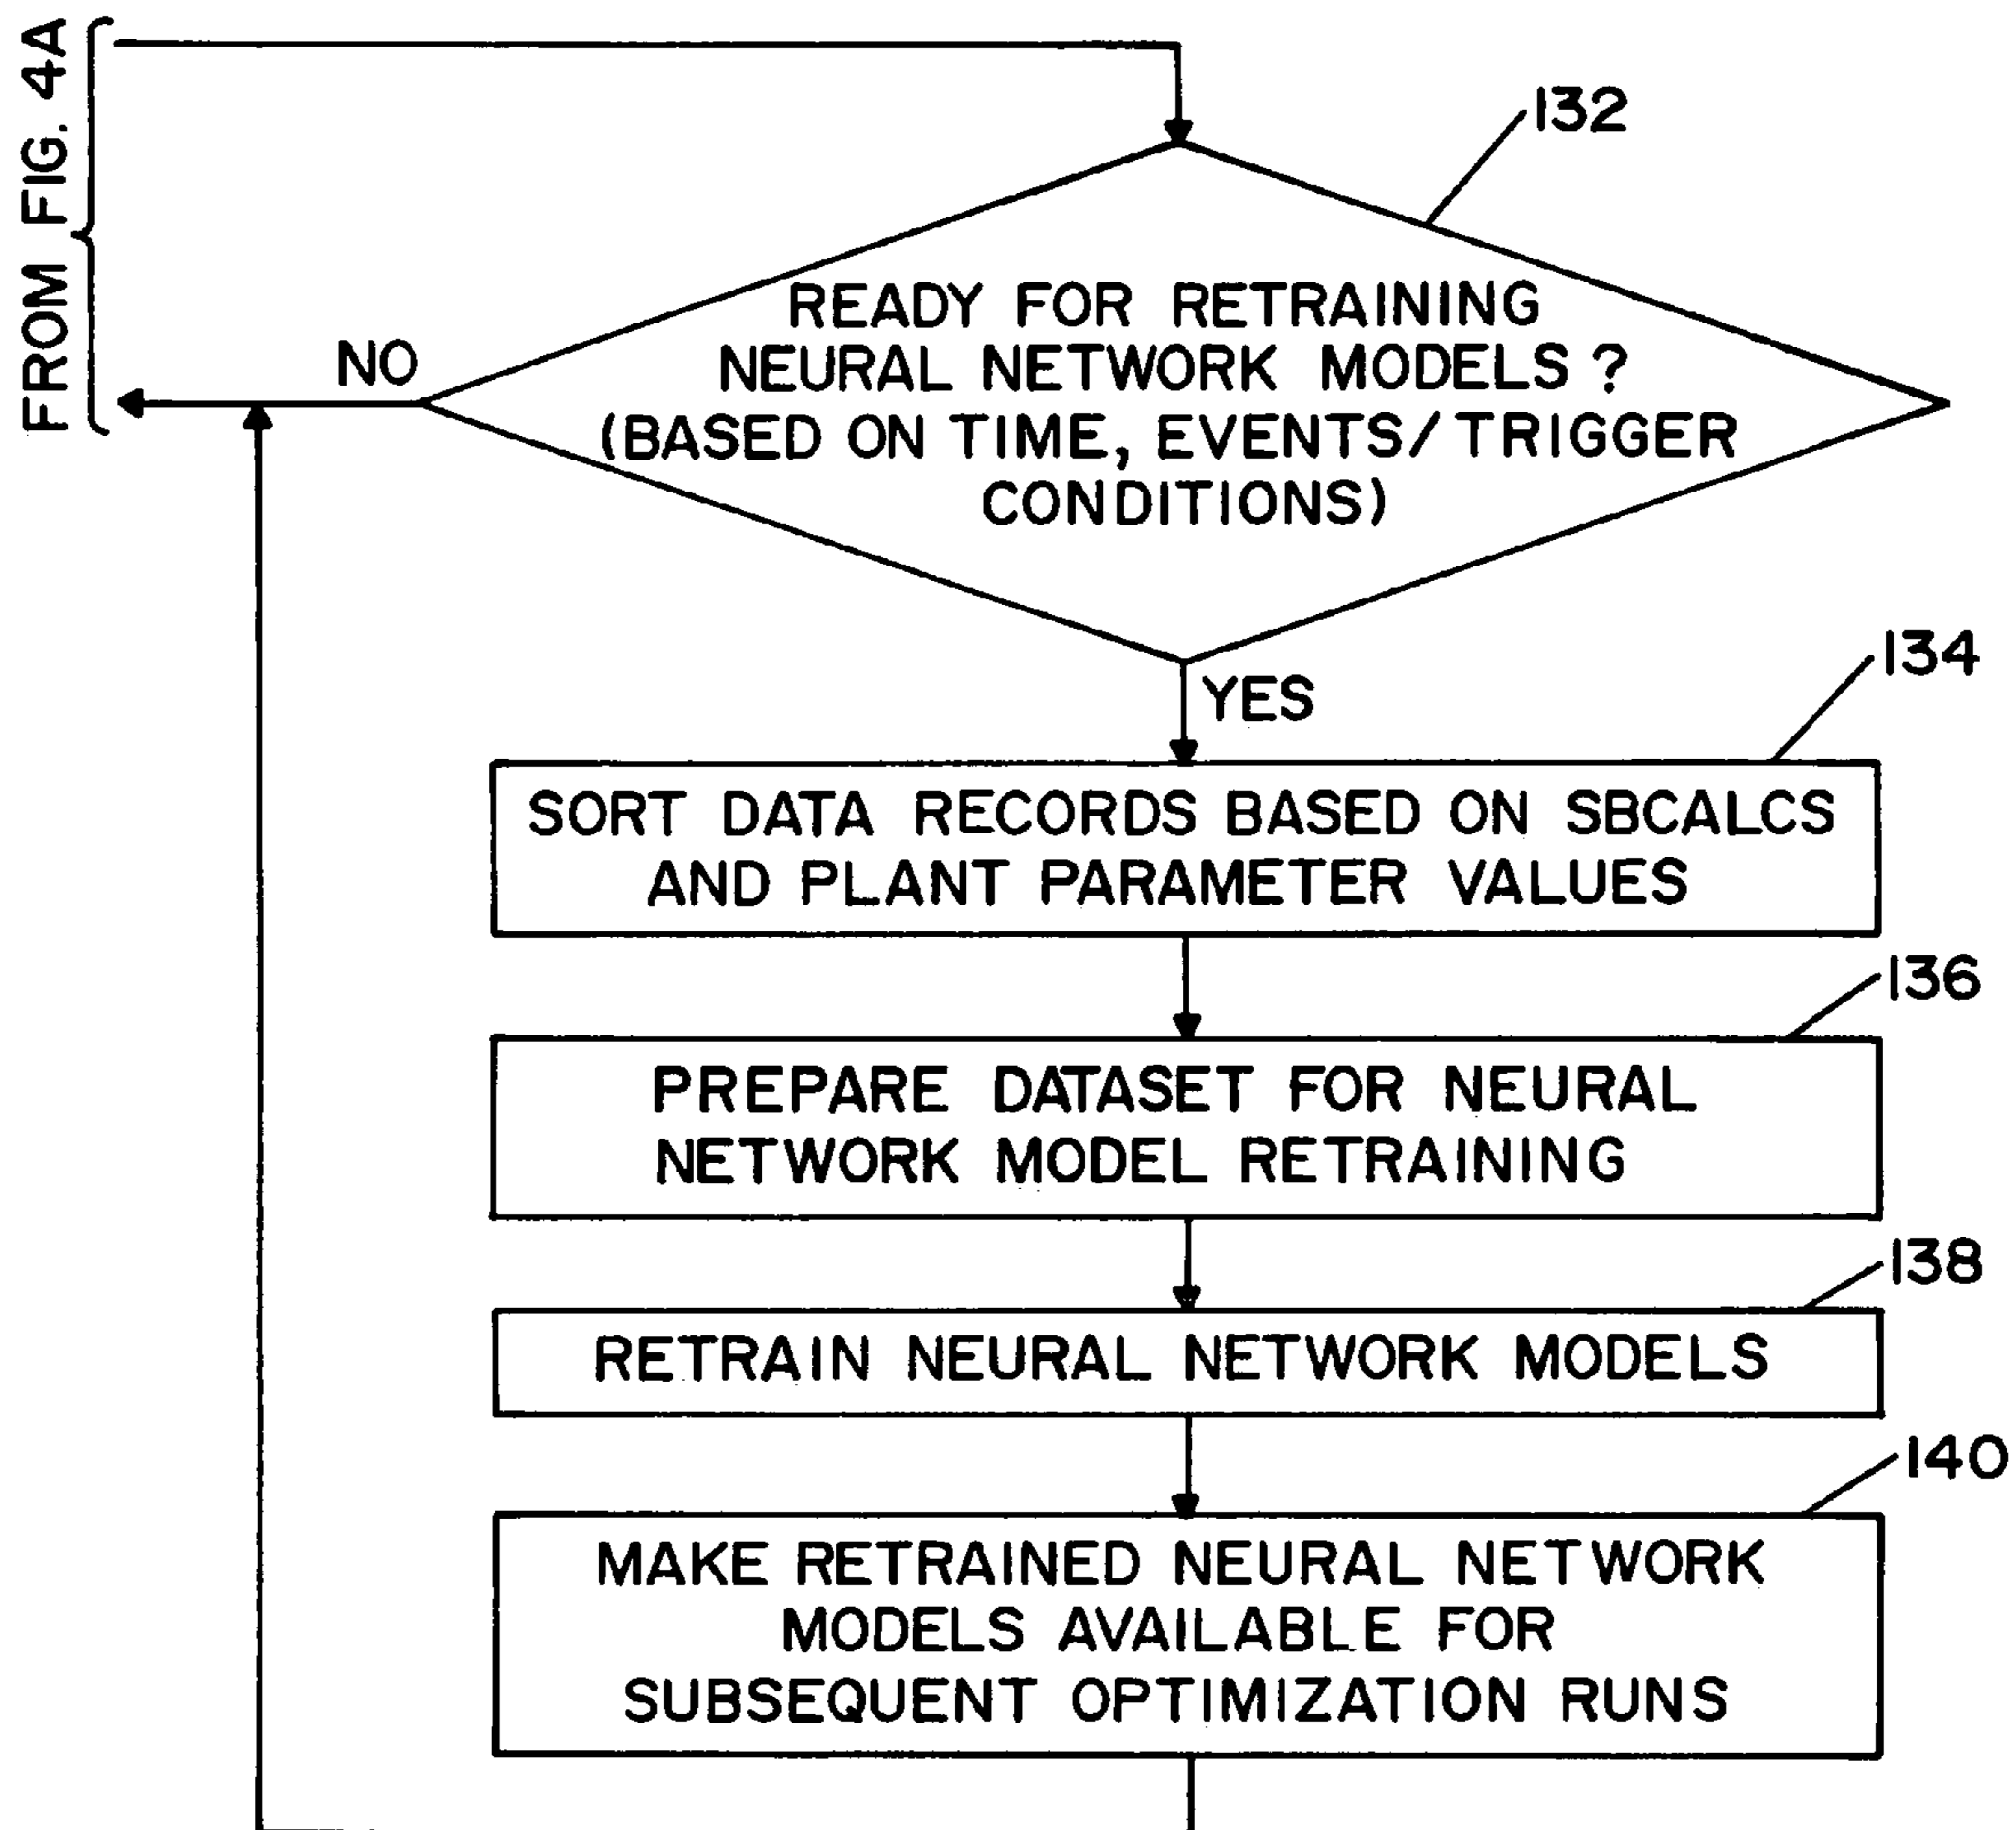 FROM FIG. 4A
132
READY FOR RETRAINING
NEURAL NETWORK MODELS ?
(BASED ON TIME, EVENTS/TRIGGER
CONDITIONS)
NO
YES
134
SORT DATA RECORDS BASED ON SBCALCS
AND PLANT PARAMETER VALUES
136
PREPARE DATASET FOR NEURAL
NETWORK MODEL RETRAINING
138
RETRAIN NEURAL NETWORK MODELS
140
MAKE RETRAINED NEURAL NETWORK
MODELS AVAILABLE FOR
SUBSEQUENT OPTIMIZATION RUNS